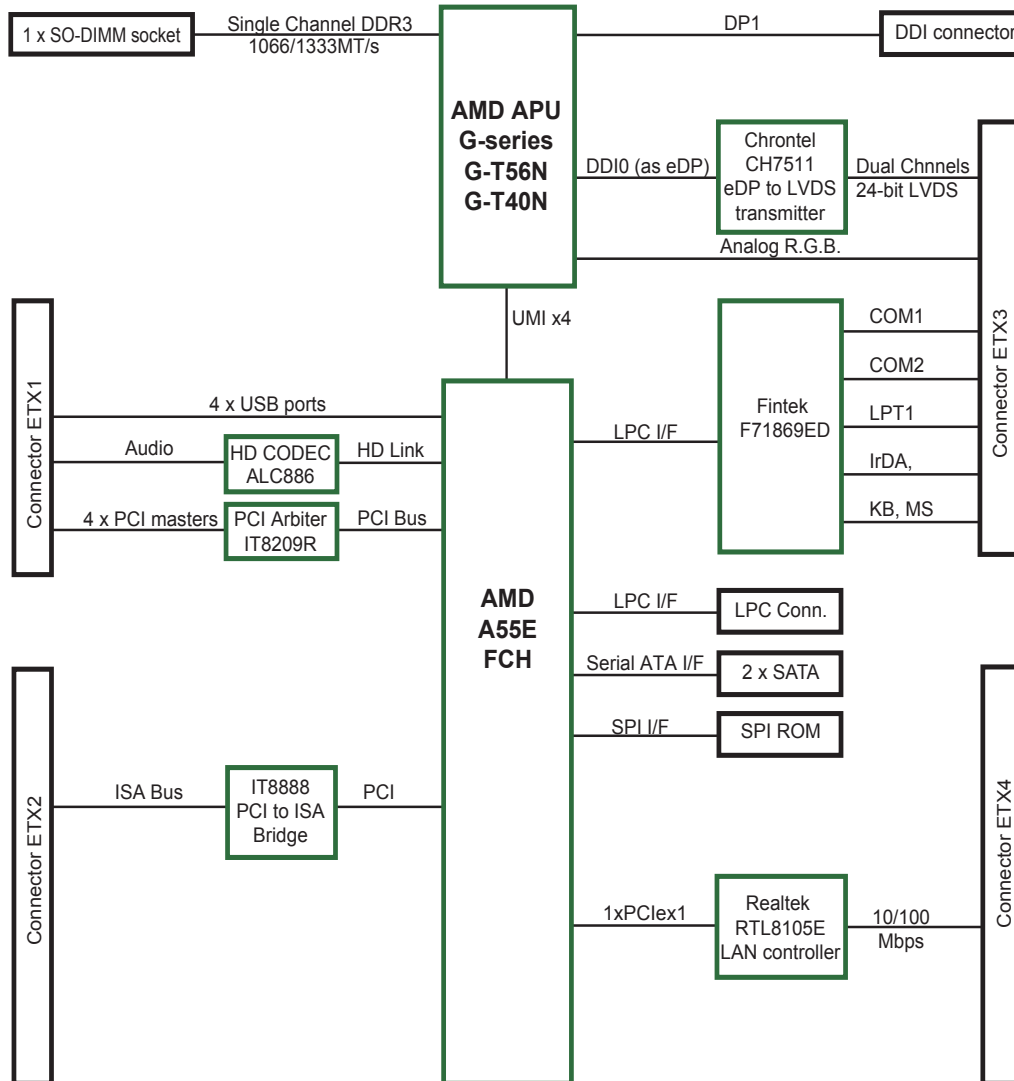 1 x SO-DIMM socket
Single Channel DDR3
1066/1333MT/s
AMD APU
G-series
G-T56N
G-T40N
DP1
DDI connector
DDI0 (as eDP)
Chrontel
CH7511
eDP to LVDS
transmitter
Dual Chnnels
24-bit LVDS
Analog R.G.B.
Connector ETX3
UMI x4
Connector ETX1
4 x USB ports
Audio
HD CODEC
ALC886
HD Link
4 x PCI masters
PCI Arbiter
IT8209R
PCI Bus
LPC I/F
Fintek
F71869ED
COM1
COM2
LPT1
IrDA,
KB, MS
AMD
A55E
FCH
LPC I/F
LPC Conn.
Serial ATA I/F
2 x SATA
SPI I/F
SPI ROM
Connector ETX2
ISA Bus
IT8888
PCI to ISA
Bridge
PCI
1xPCIex1
Realtek
RTL8105E
LAN controller
10/100
Mbps
Connector ETX4